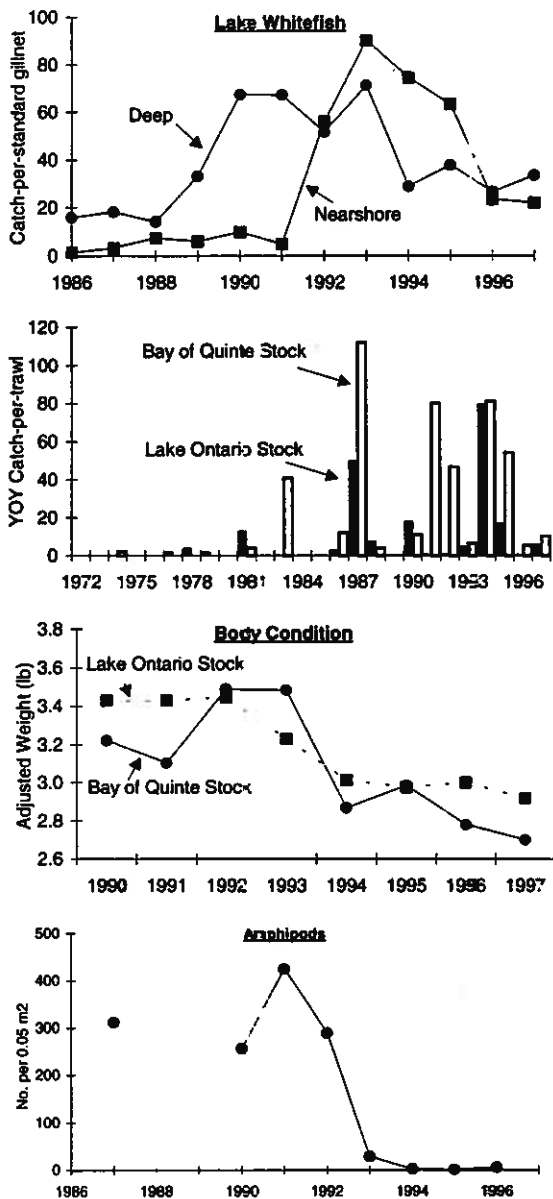 Lake Whitefish
Catch-per-standard gillnet
100
80
60
40
20
0
Deep
Nearshore
1986 1988 1990 1992 1994 1996
YOY Catch-per-trawl
120
100
80
60
40
20
0
Bay of Quinte Stock
Lake Ontario Stock
1972 1975 1978 1981 1984 1987 1990 1993 1996
Body Condition
Adjusted Weight (lb)
3.8
3.6
3.4
3.2
3.0
2.8
2.6
Lake Ontario Stock
Bay of Quinte Stock
1990 1991 1992 1993 1994 1995 1996 1997
Amphipods
No. per 0.05 m2
500
400
300
200
100
0
1986 1988 1990 1992 1994 1996